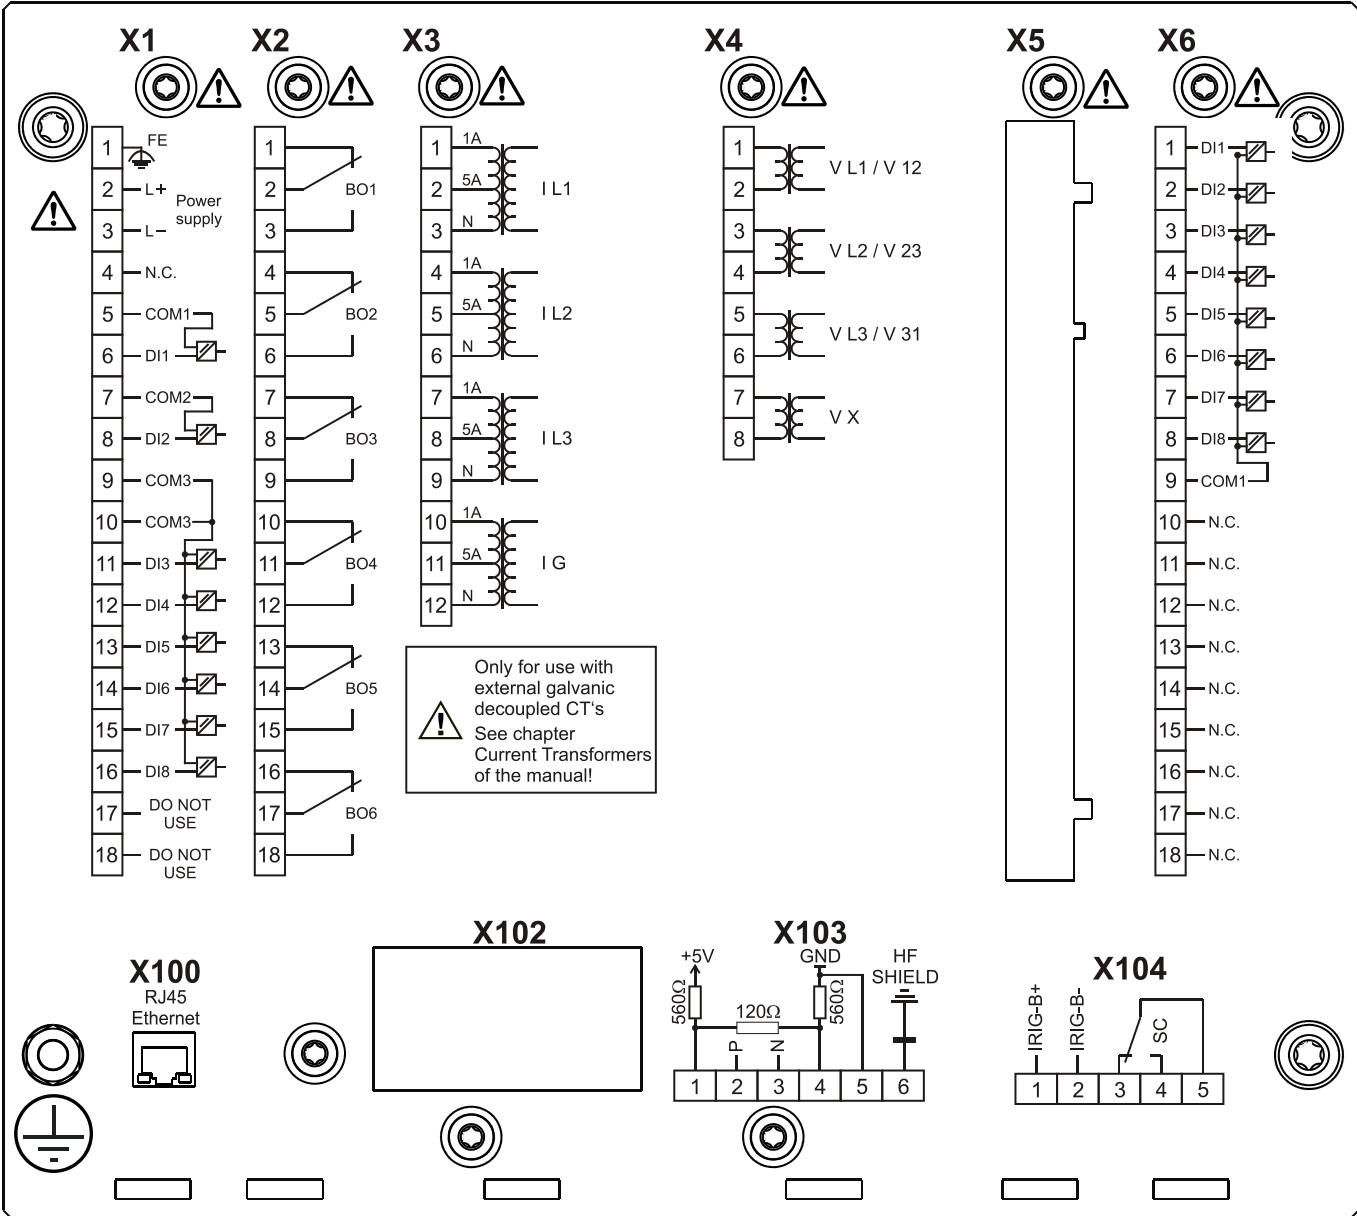 X1 X2 X3 X4 X5 X6
1 FE
2 L+
Power
supply
3 L−
4 N.C.
5 COM1
6 DI1
7 COM2
8 DI2
9 COM3
10 COM3
11 DI3
12 DI4
13 DI5
14 DI6
15 DI7
16 DI8
17 DO NOT
USE
18 DO NOT
USE
1
2 BO1
3
4
5 BO2
6
7
8 BO3
9
10
11 BO4
12
13
14 BO5
15
16
17 BO6
18
1 1A
2 5A I L1
3 N
4 1A
5 5A I L2
6 N
7 1A
8 5A I L3
9 N
10 1A
11 5A I G
12 N
Only for use with
external galvanic
decoupled CT‘s
See chapter
Current Transformers
of the manual!
1
V L1 / V 12
2
3
V L2 / V 23
4
5
V L3 / V 31
6
7
V X
8
1 DI1
2 DI2
3 DI3
4 DI4
5 DI5
6 DI6
7 DI7
8 DI8
9 COM1
10 N.C.
11 N.C.
12 N.C.
13 N.C.
14 N.C.
15 N.C.
16 N.C.
17 N.C.
18 N.C.
X100
RJ45
Ethernet
X102
X103
+5V GND HF
SHIELD
560Ω 120Ω 560Ω
P N
1 2 3 4 5 6
X104
IRIG-B+ IRIG-B- SC
1 2 3 4 5